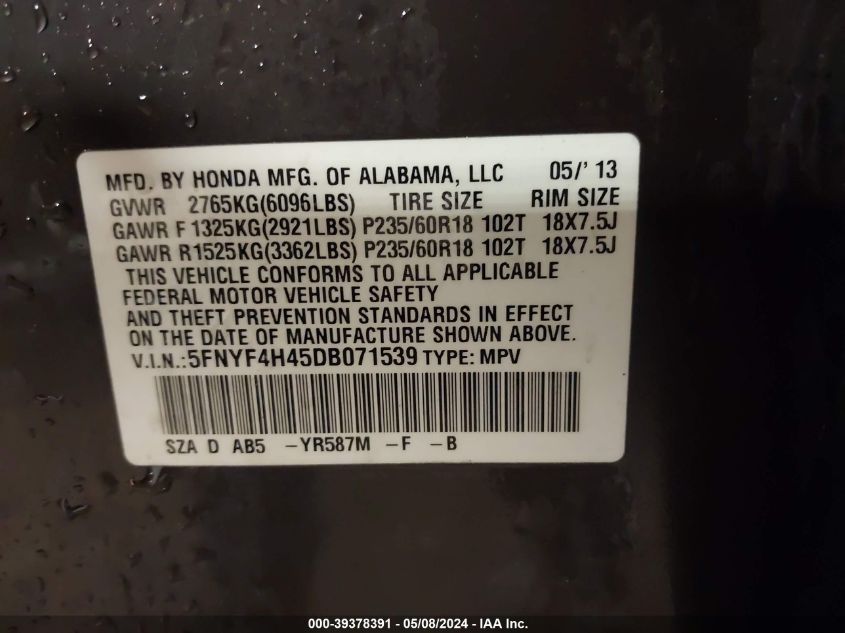 MFD. BY HONDA MFG. OF ALABAMA, LLC 05/'13
GVWR 2765KG(6096LBS) TIRE SIZE RIM SIZE
GAWR F 1325KG(2921LBS) P235/60R18 102T 18X7.5J
GAWR R1525KG(3362LBS) P235/60R18 102T 18X7.5J
THIS VEHICLE CONFORMS TO ALL APPLICABLE
FEDERAL MOTOR VEHICLE SAFETY
AND THEFT PREVENTION STANDARDS IN EFFECT
ON THE DATE OF MANUFACTURE SHOWN ABOVE.
V.I.N.:5FNYF4H45DB071539 TYPE: MPV
SZA D AB5 -YR587M -F -B
000-39378391 - 05/08/2024 - IAA Inc.